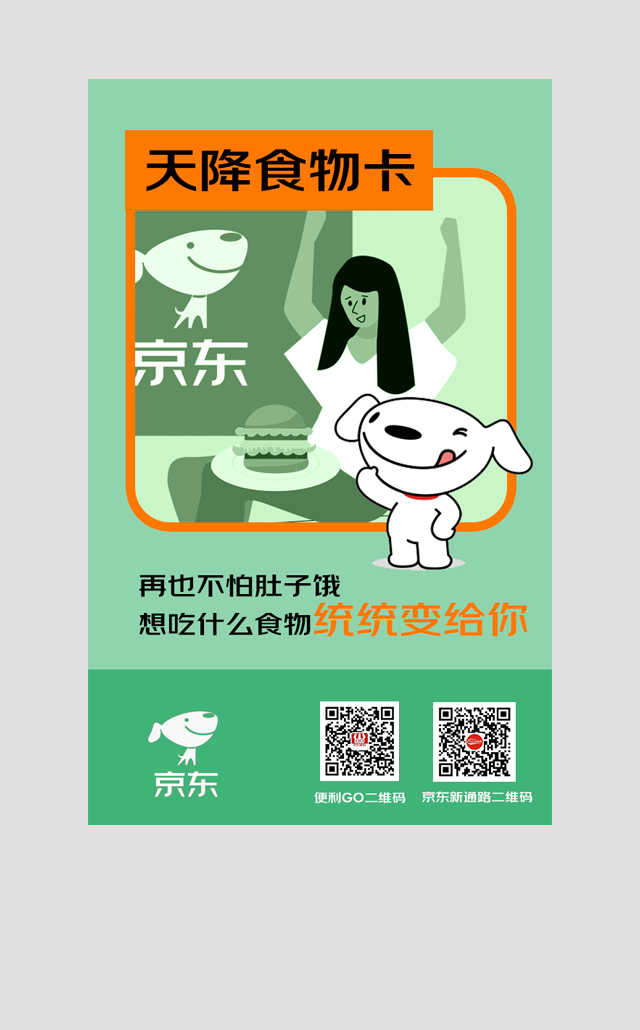 天降食物卡
京东
再也不怕肚子饿
想吃什么食物统统变给你
京东
便利GO二维码
京东新通路二维码